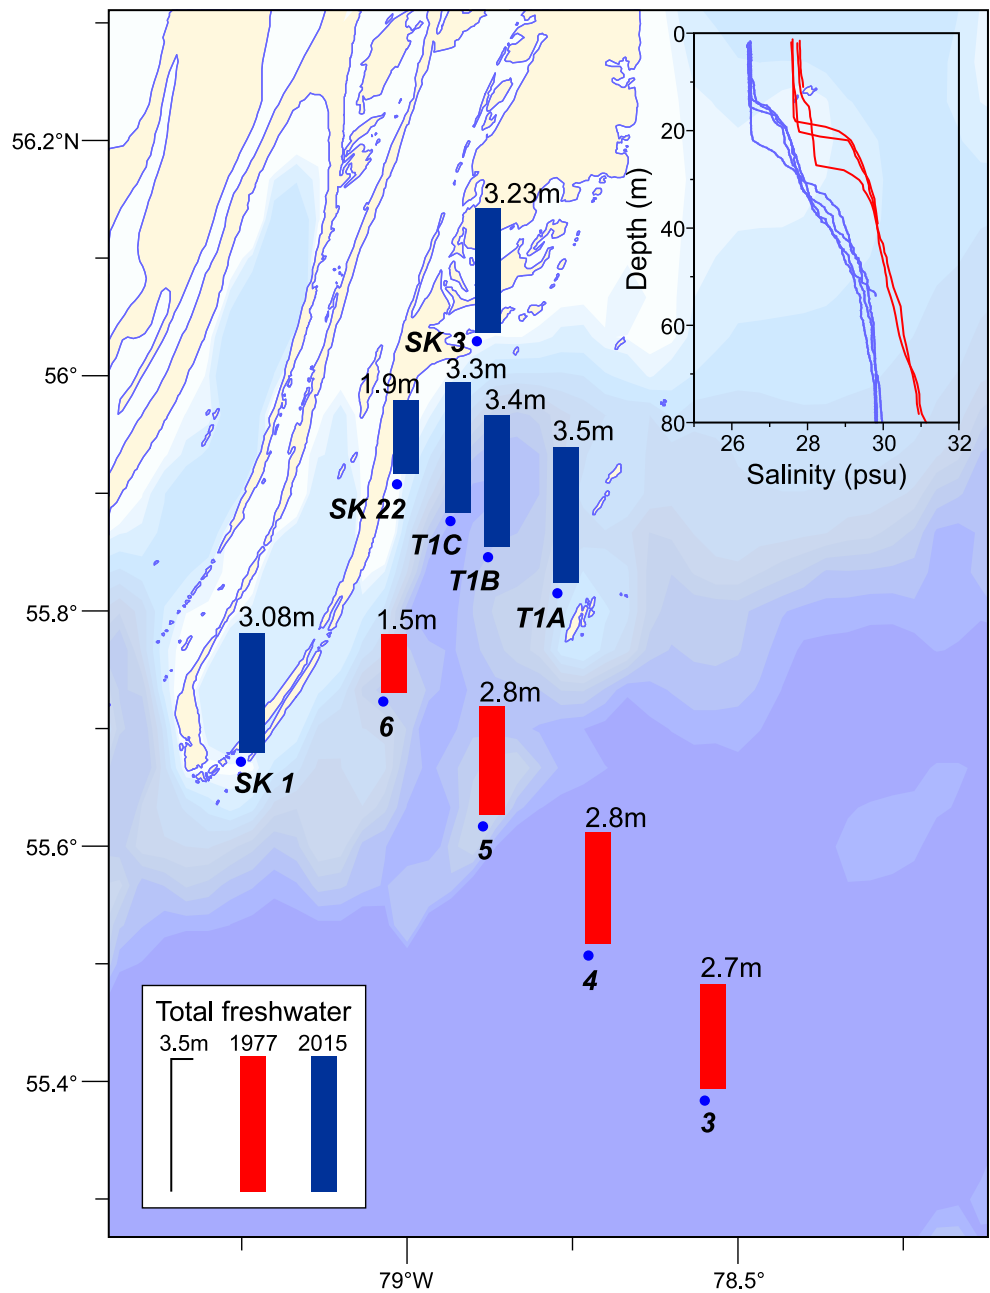 56.2°N
56°
55.8°
55.6°
55.4°
79°W
78.5°
0
20
40
60
80
Depth (m)
26
28
30
32
Salinity (psu)
3.23m
SK 3
3.3m
1.9m
3.4m
3.5m
SK 22
T1C
T1B
T1A
3.08m
1.5m
2.8m
6
SK 1
2.8m
5
2.7m
4
3
Total freshwater
3.5m 1977 2015